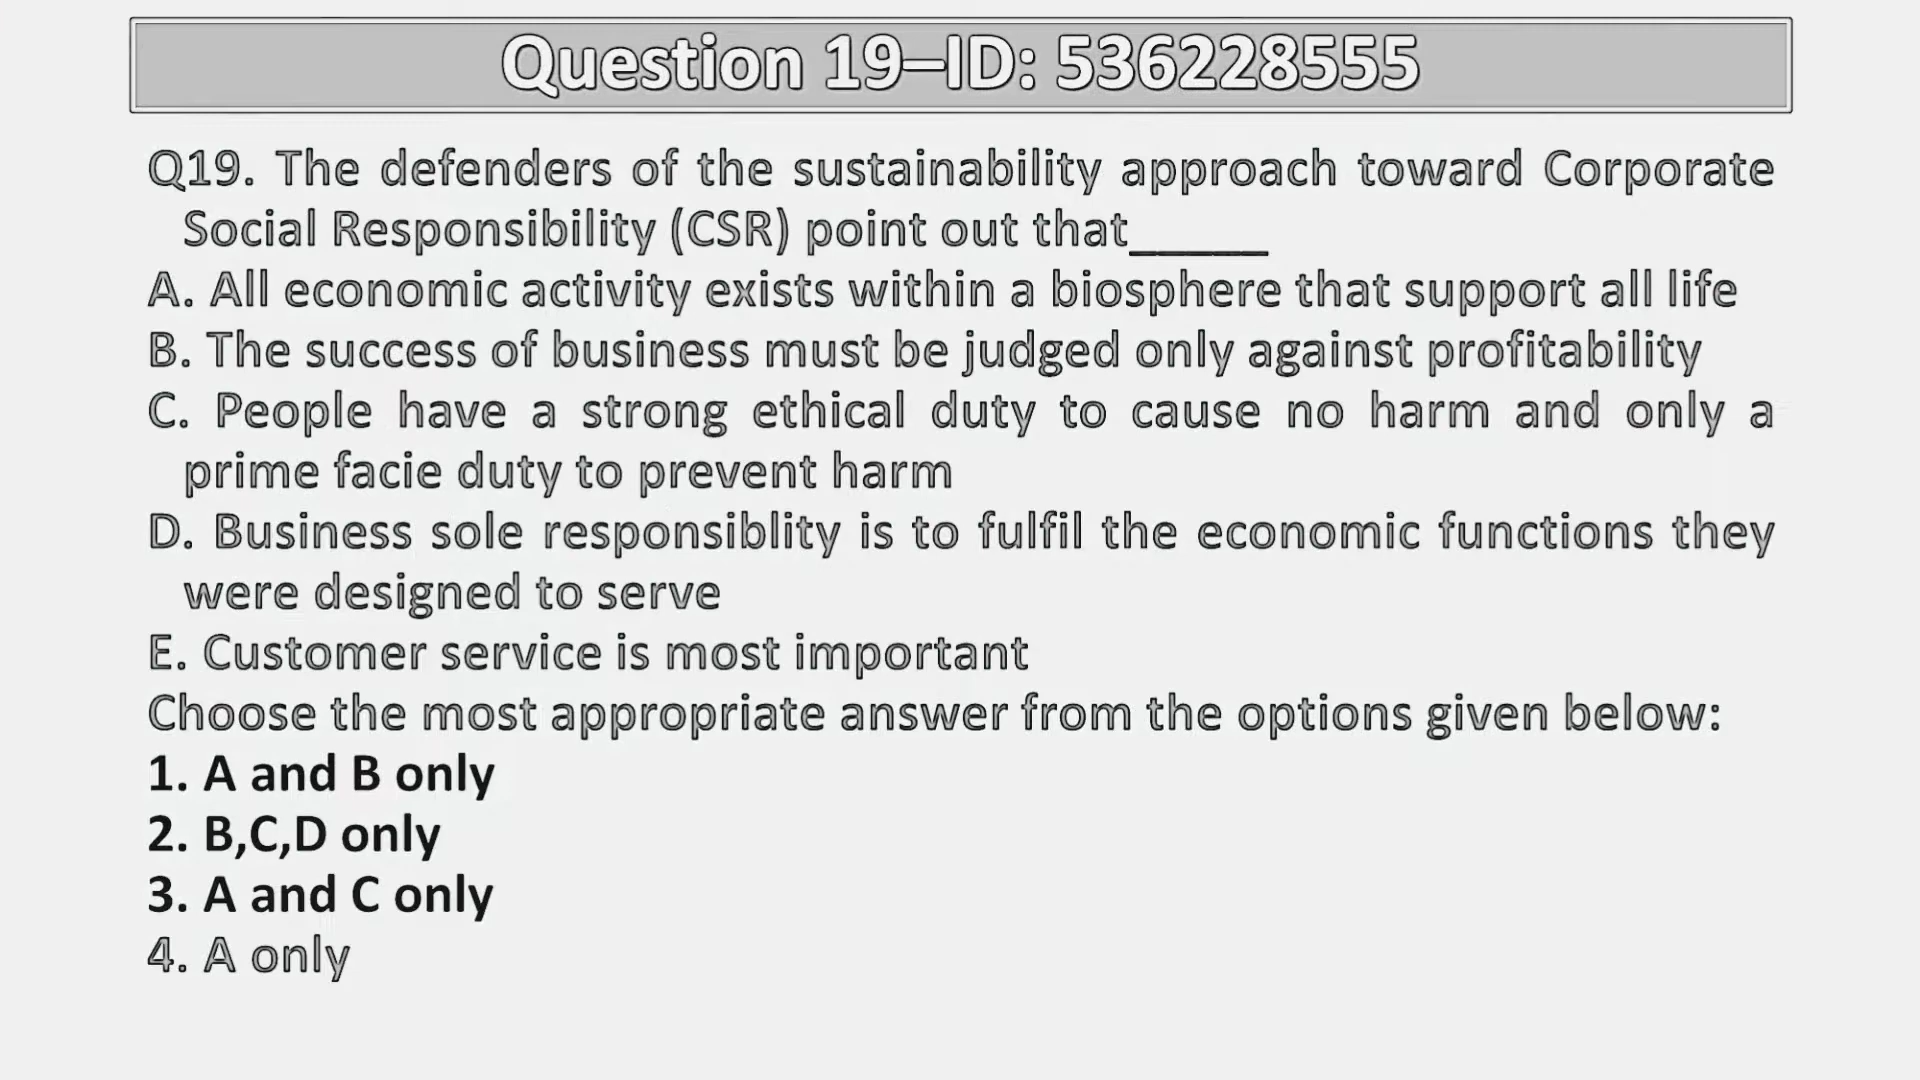 Question 19–ID: 536228555
Q19. The defenders of the sustainability approach toward Corporate
Social Responsibility (CSR) point out that_____
A. All economic activity exists within a biosphere that support all life
B. The success of business must be judged only against profitability
C. People have a strong ethical duty to cause no harm and only a
prime facie duty to prevent harm
D. Business sole responsiblity is to fulfil the economic functions they
were designed to serve
E. Customer service is most important
Choose the most appropriate answer from the options given below:
1. A and B only
2. B,C,D only
3. A and C only
4. A only